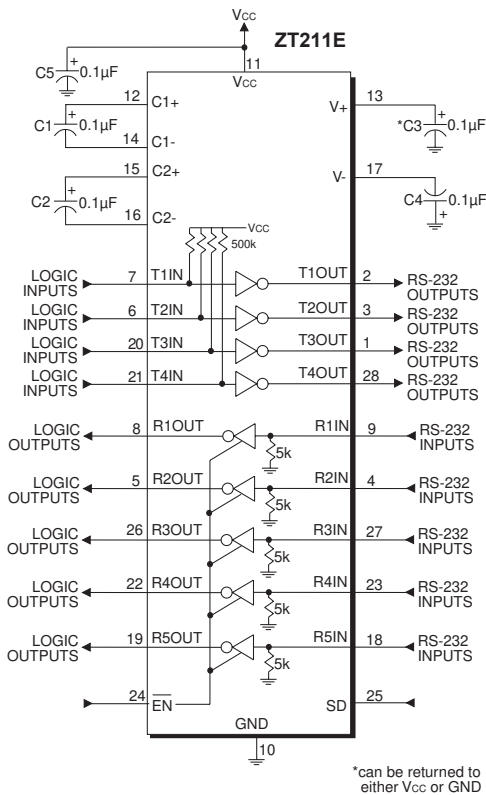 VCC
ZT211E
C5 + 0.1µF
11
VCC
12 C1+
V+ 13
C1 + 0.1µF
*C3 + 0.1µF
14 C1-
15 C2+
V- 17
C2 + 0.1µF
C4 0.1µF +
16 C2-
VCC
500k
LOGIC INPUTS 7 T1IN T1OUT 2 RS-232 OUTPUTS
LOGIC INPUTS 6 T2IN T2OUT 3 RS-232 OUTPUTS
LOGIC INPUTS 20 T3IN T3OUT 1 RS-232 OUTPUTS
LOGIC INPUTS 21 T4IN T4OUT 28 RS-232 OUTPUTS
LOGIC OUTPUTS 8 R1OUT R1IN 9 RS-232 INPUTS
5k
LOGIC OUTPUTS 5 R2OUT R2IN 4 RS-232 INPUTS
5k
LOGIC OUTPUTS 26 R3OUT R3IN 27 RS-232 INPUTS
5k
LOGIC OUTPUTS 22 R4OUT R4IN 23 RS-232 INPUTS
5k
LOGIC OUTPUTS 19 R5OUT R5IN 18 RS-232 INPUTS
5k
24 EN SD 25
GND
10
*can be returned to
either VCC or GND